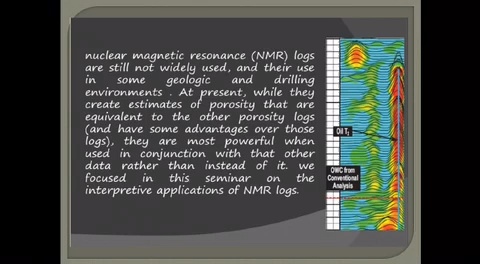 nuclear magnetic resonance (NMR) logs
are still not widely used, and their use
in some geologic and drilling
environments . At present, while they
create estimates of porosity that are
equivalent to the other porosity logs
(and have some advantages over those
logs), they are most powerful when
used in conjunction with that other
data rather than instead of it. we
focused in this seminar on the
interpretive applications of NMR logs.
Oil T₁
OWC from
Conventional
Analysis